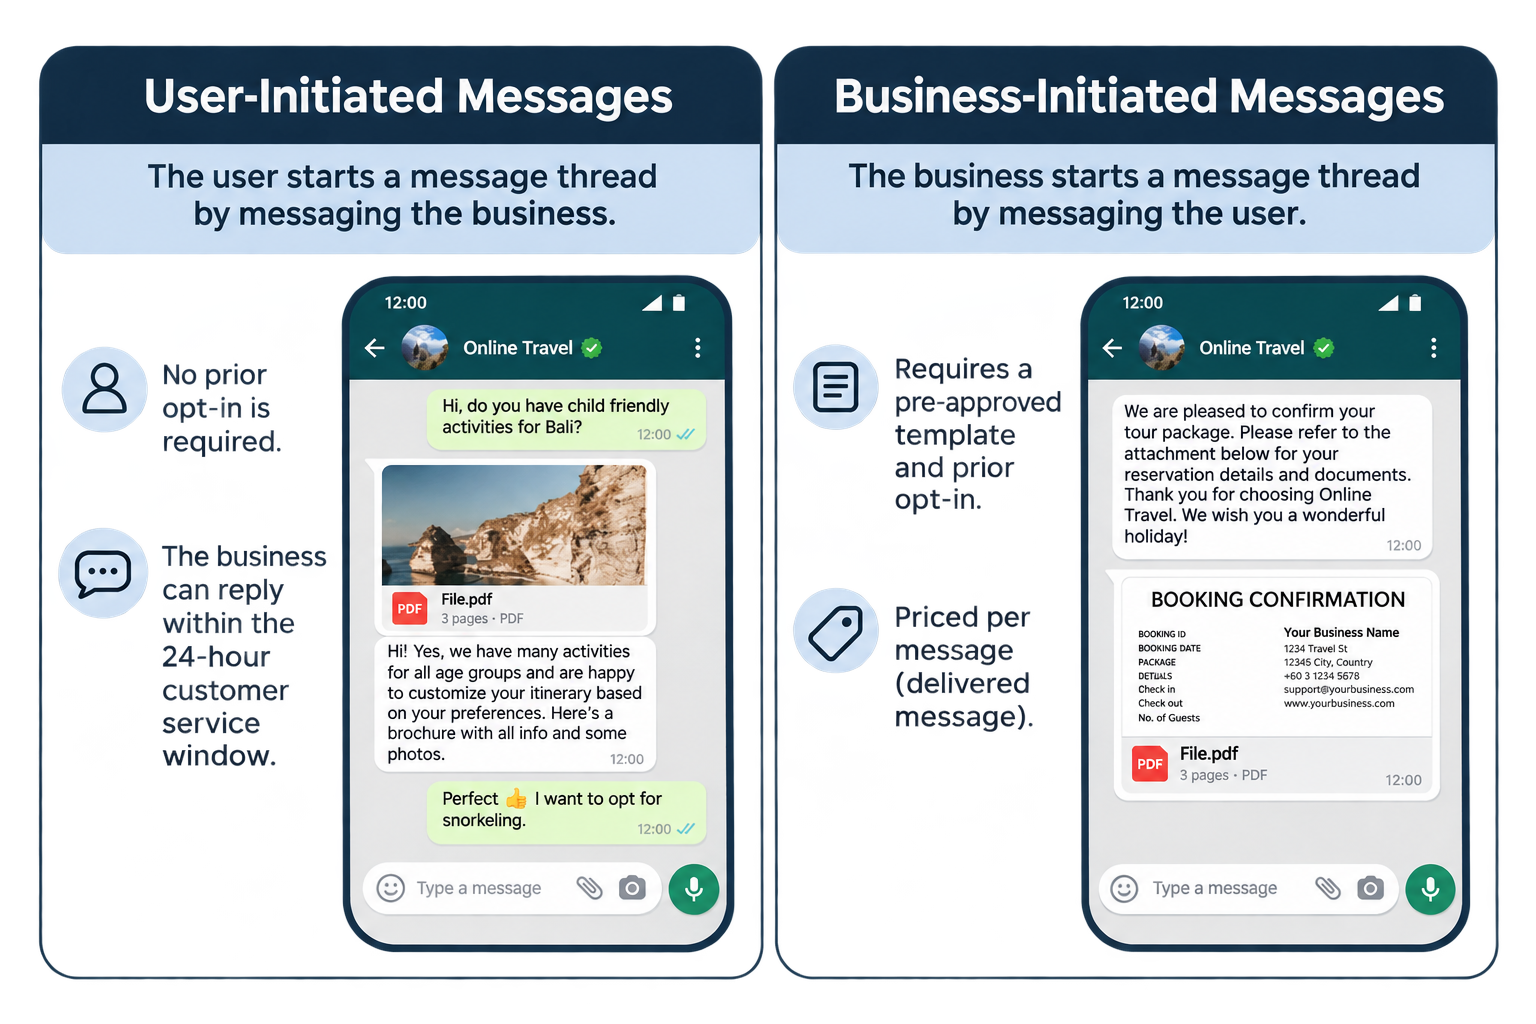 User-Initiated Messages
The user starts a message thread
by messaging the business.
No prior
opt-in is
required.
The business
can reply
within the
24-hour
customer
service
window.
12:00
Online Travel
Hi, do you have child friendly
activities for Bali?
12:00
PDF
File.pdf
3 pages • PDF
Hi! Yes, we have many activities
for all age groups and are happy
to customize your itinerary based
on your preferences. Here's a
brochure with all info and some
photos.
12:00
Perfect 👍 I want to opt for
snorkeling.
12:00
Type a message
Business-Initiated Messages
The business starts a message thread
by messaging the user.
Requires a
pre-approved
template
and prior
opt-in.
Priced per
message
(delivered
message).
12:00
Online Travel
We are pleased to confirm your
tour package. Please refer to the
attachment below for your
reservation details and documents.
Thank you for choosing Online
Travel. We wish you a wonderful
holiday!
12:00
BOOKING CONFIRMATION
BOOKING ID
BOOKING DATE
PACKAGE
DETUALS
Check in
Check out
No. of Guests
Your Business Name
1234 Travel St
12345 City, Country
+60 3 1234 5678
support@yourbusiness.com
www.yourbusiness.com
PDF
File.pdf
3 pages • PDF
12:00
Type a message